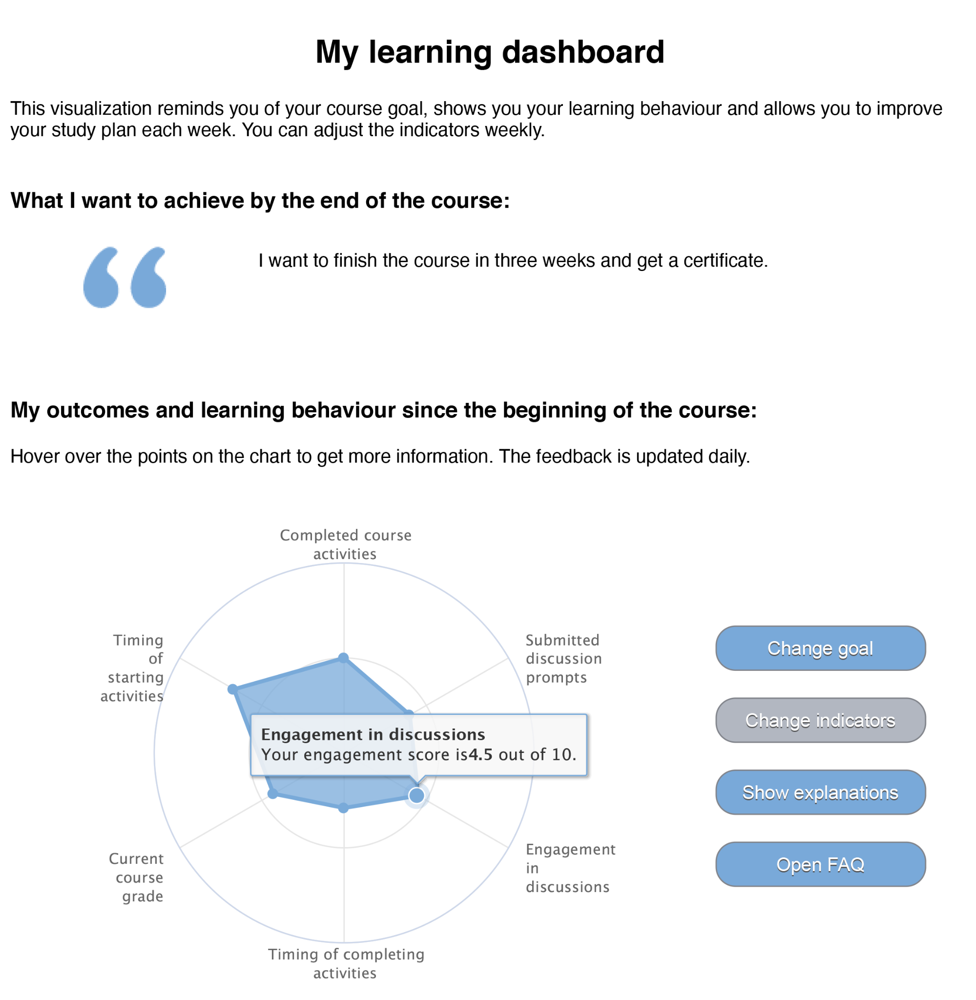 My learning dashboard
This visualization reminds you of your course goal, shows you your learning behaviour and allows you to improve
your study plan each week. You can adjust the indicators weekly.
What I want to achieve by the end of the course:
“
I want to finish the course in three weeks and get a certificate.
My outcomes and learning behaviour since the beginning of the course:
Hover over the points on the chart to get more information. The feedback is updated daily.
Completed course
activities
Timing
of
starting
activities
Submitted
discussion
prompts
Engagement in discussions
Your engagement score is4.5 out of 10.
Current
course
grade
Engagement
in
discussions
Timing of completing
activities
Change goal
Change indicators
Show explanations
Open FAQ